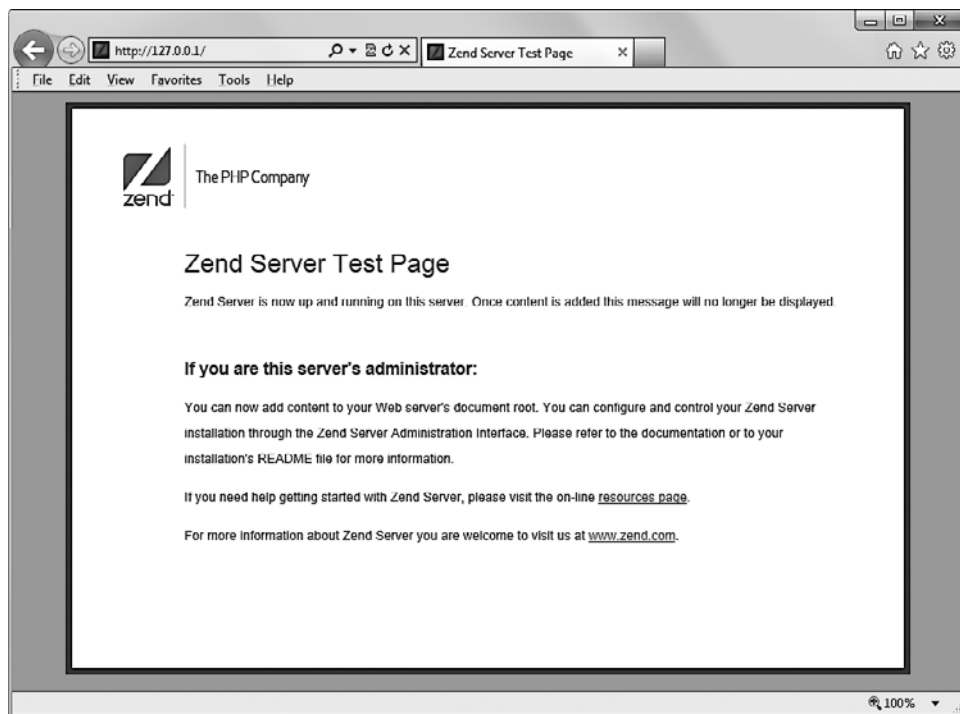 http://127.0.0.1/
Zend Server Test Page
File Edit View Favorites Tools Help
zend
The PHP Company
Zend Server Test Page
Zend Server is now up and running on this server. Once content is added this message will no longer be displayed.
If you are this server's administrator:
You can now add content to your Web server's document root. You can configure and control your Zend Server
installation through the Zend Server Administration Interface. Please refer to the documentation or to your
installation's README file for more information.
If you need help getting started with Zend Server, please visit the on-line resources page.
For more information about Zend Server you are welcome to visit us at www.zend.com.
100%